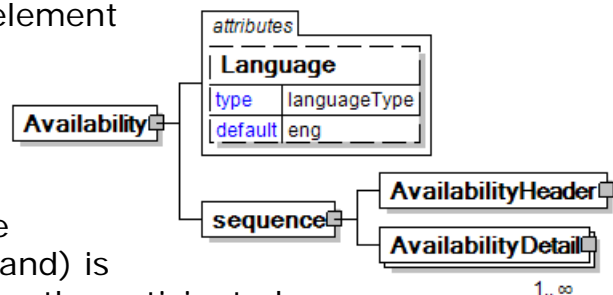 element
attributes
Language
type languageType
default eng
Availability
AvailabilityHeader
sequence
AvailabilityDetail
1..∞
e
and) is